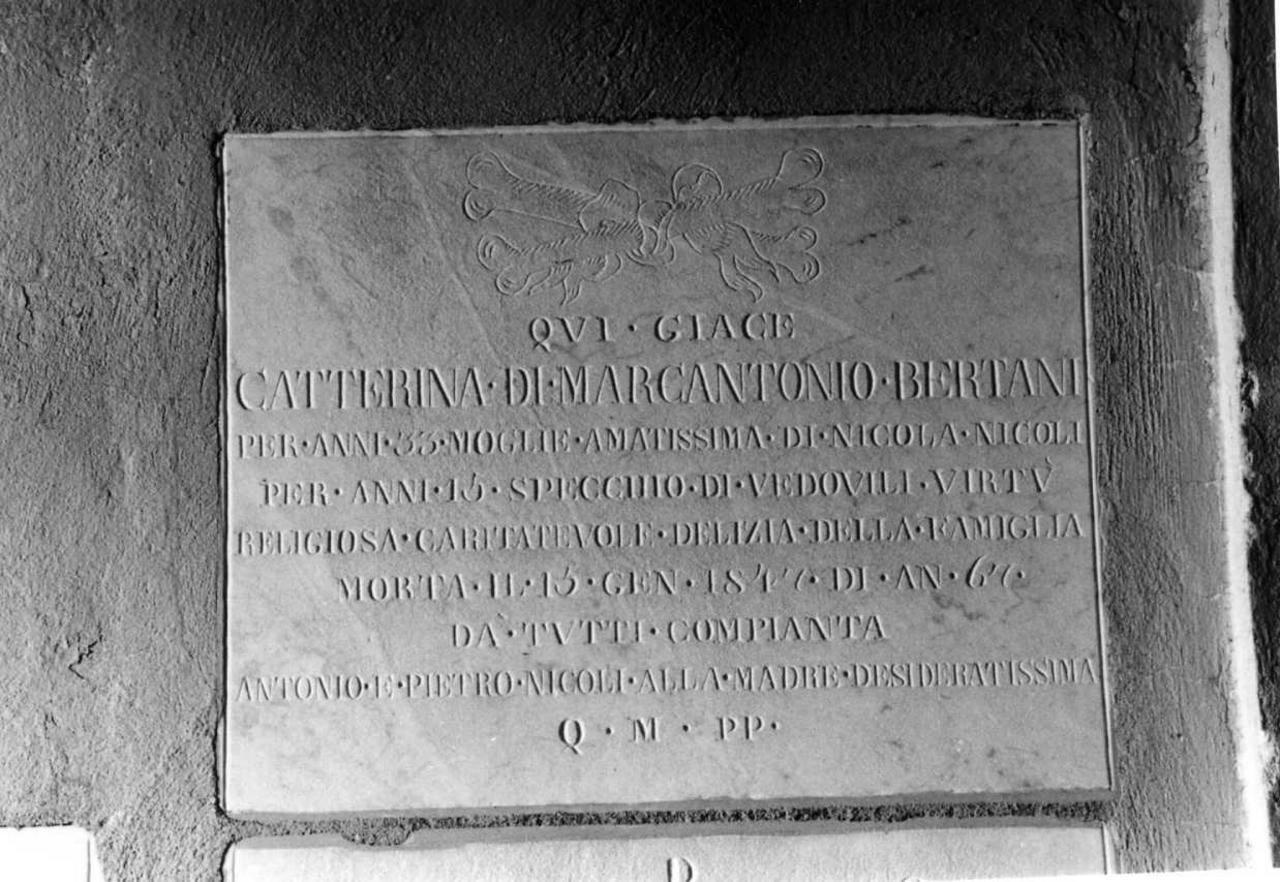 QVI · GIACE
CATTERINA · DI · MARCANTONIO · BERTANI
PER · ANNI · 33 · MOGLIE · AMATISSIMA · DI · NICOLA · NICOLI
PER · ANNI · 15 · SPECCHIO · DI · VEDOVILI · VIRTV̀
RELIGIOSA · CARITATEVOLE · DELIZIA · DELLA · FAMIGLIA
MORTA · IL · 15 · GEN · 1847 · DI · AN · 67 ·
DÀ · TVTTI · COMPIANTA
ANTONIO · E · PIETRO · NICOLI · ALLA · MADRE · DESIDERATISSIMA
Q · M · PP ·